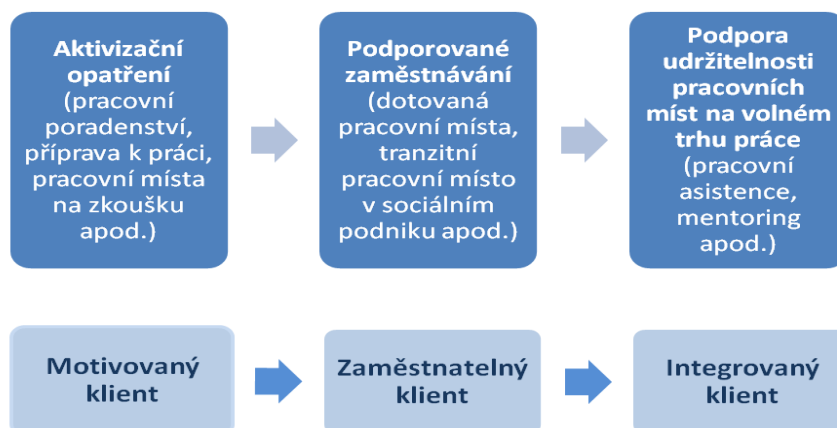 Aktivizační
opatření
(pracovní
poradenství,
příprava k práci,
pracovní místa
na zkoušku
apod.)
Podporované
zaměstnávání
(dotovaná
pracovní místa,
tranzitní
pracovní místo
v sociálním
podniku apod.)
Podpora
udržitelnosti
pracovních
míst na volném
trhu práce
(pracovní
asistence,
mentoring
apod.)
Motivovaný
klient
Zaměstnatelný
klient
Integrovaný
klient